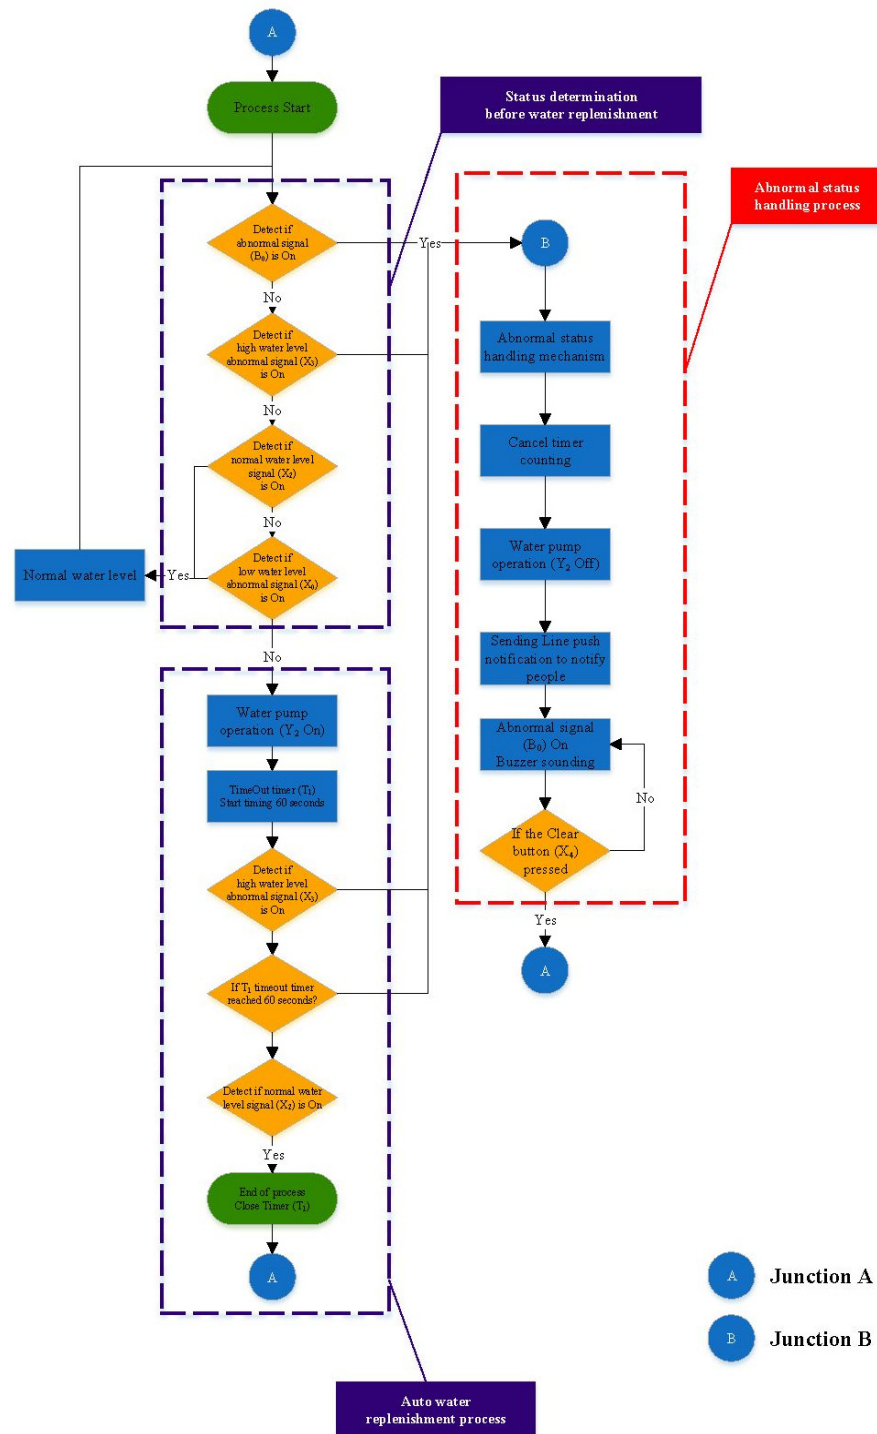 A
Process Start
Status determination
before water replenishment
Abnormal status
handling process
Detect if
abnormal signal
(B₀) is On
Yes
B
No
Detect if
high water level
abnormal signal (X₃)
is On
Abnormal status
handling mechanism
No
Detect if
normal water level
signal (X₂)
is On
Cancel timer
counting
No
Detect if
low water level
abnormal signal (X₀)
is On
Yes
Normal water level
Water pump
operation (Y₂ Off)
No
Sending Line push
notification to notify
people
Water pump
operation (Y₂ On)
Abnormal signal
(B₀) On
Buzzer sounding
TimeOut timer (T₁)
Start timing 60 seconds
No
If the Clear
button (X₄)
pressed
Detect if
high water level
abnormal signal (X₃)
is On
Yes
A
If T₁ timeout timer
reached 60 seconds?
Detect if normal water
level signal (X₂) is On
Yes
End of process
Close Timer (T₁)
A
A
Junction A
B
Junction B
Auto water
replenishment process